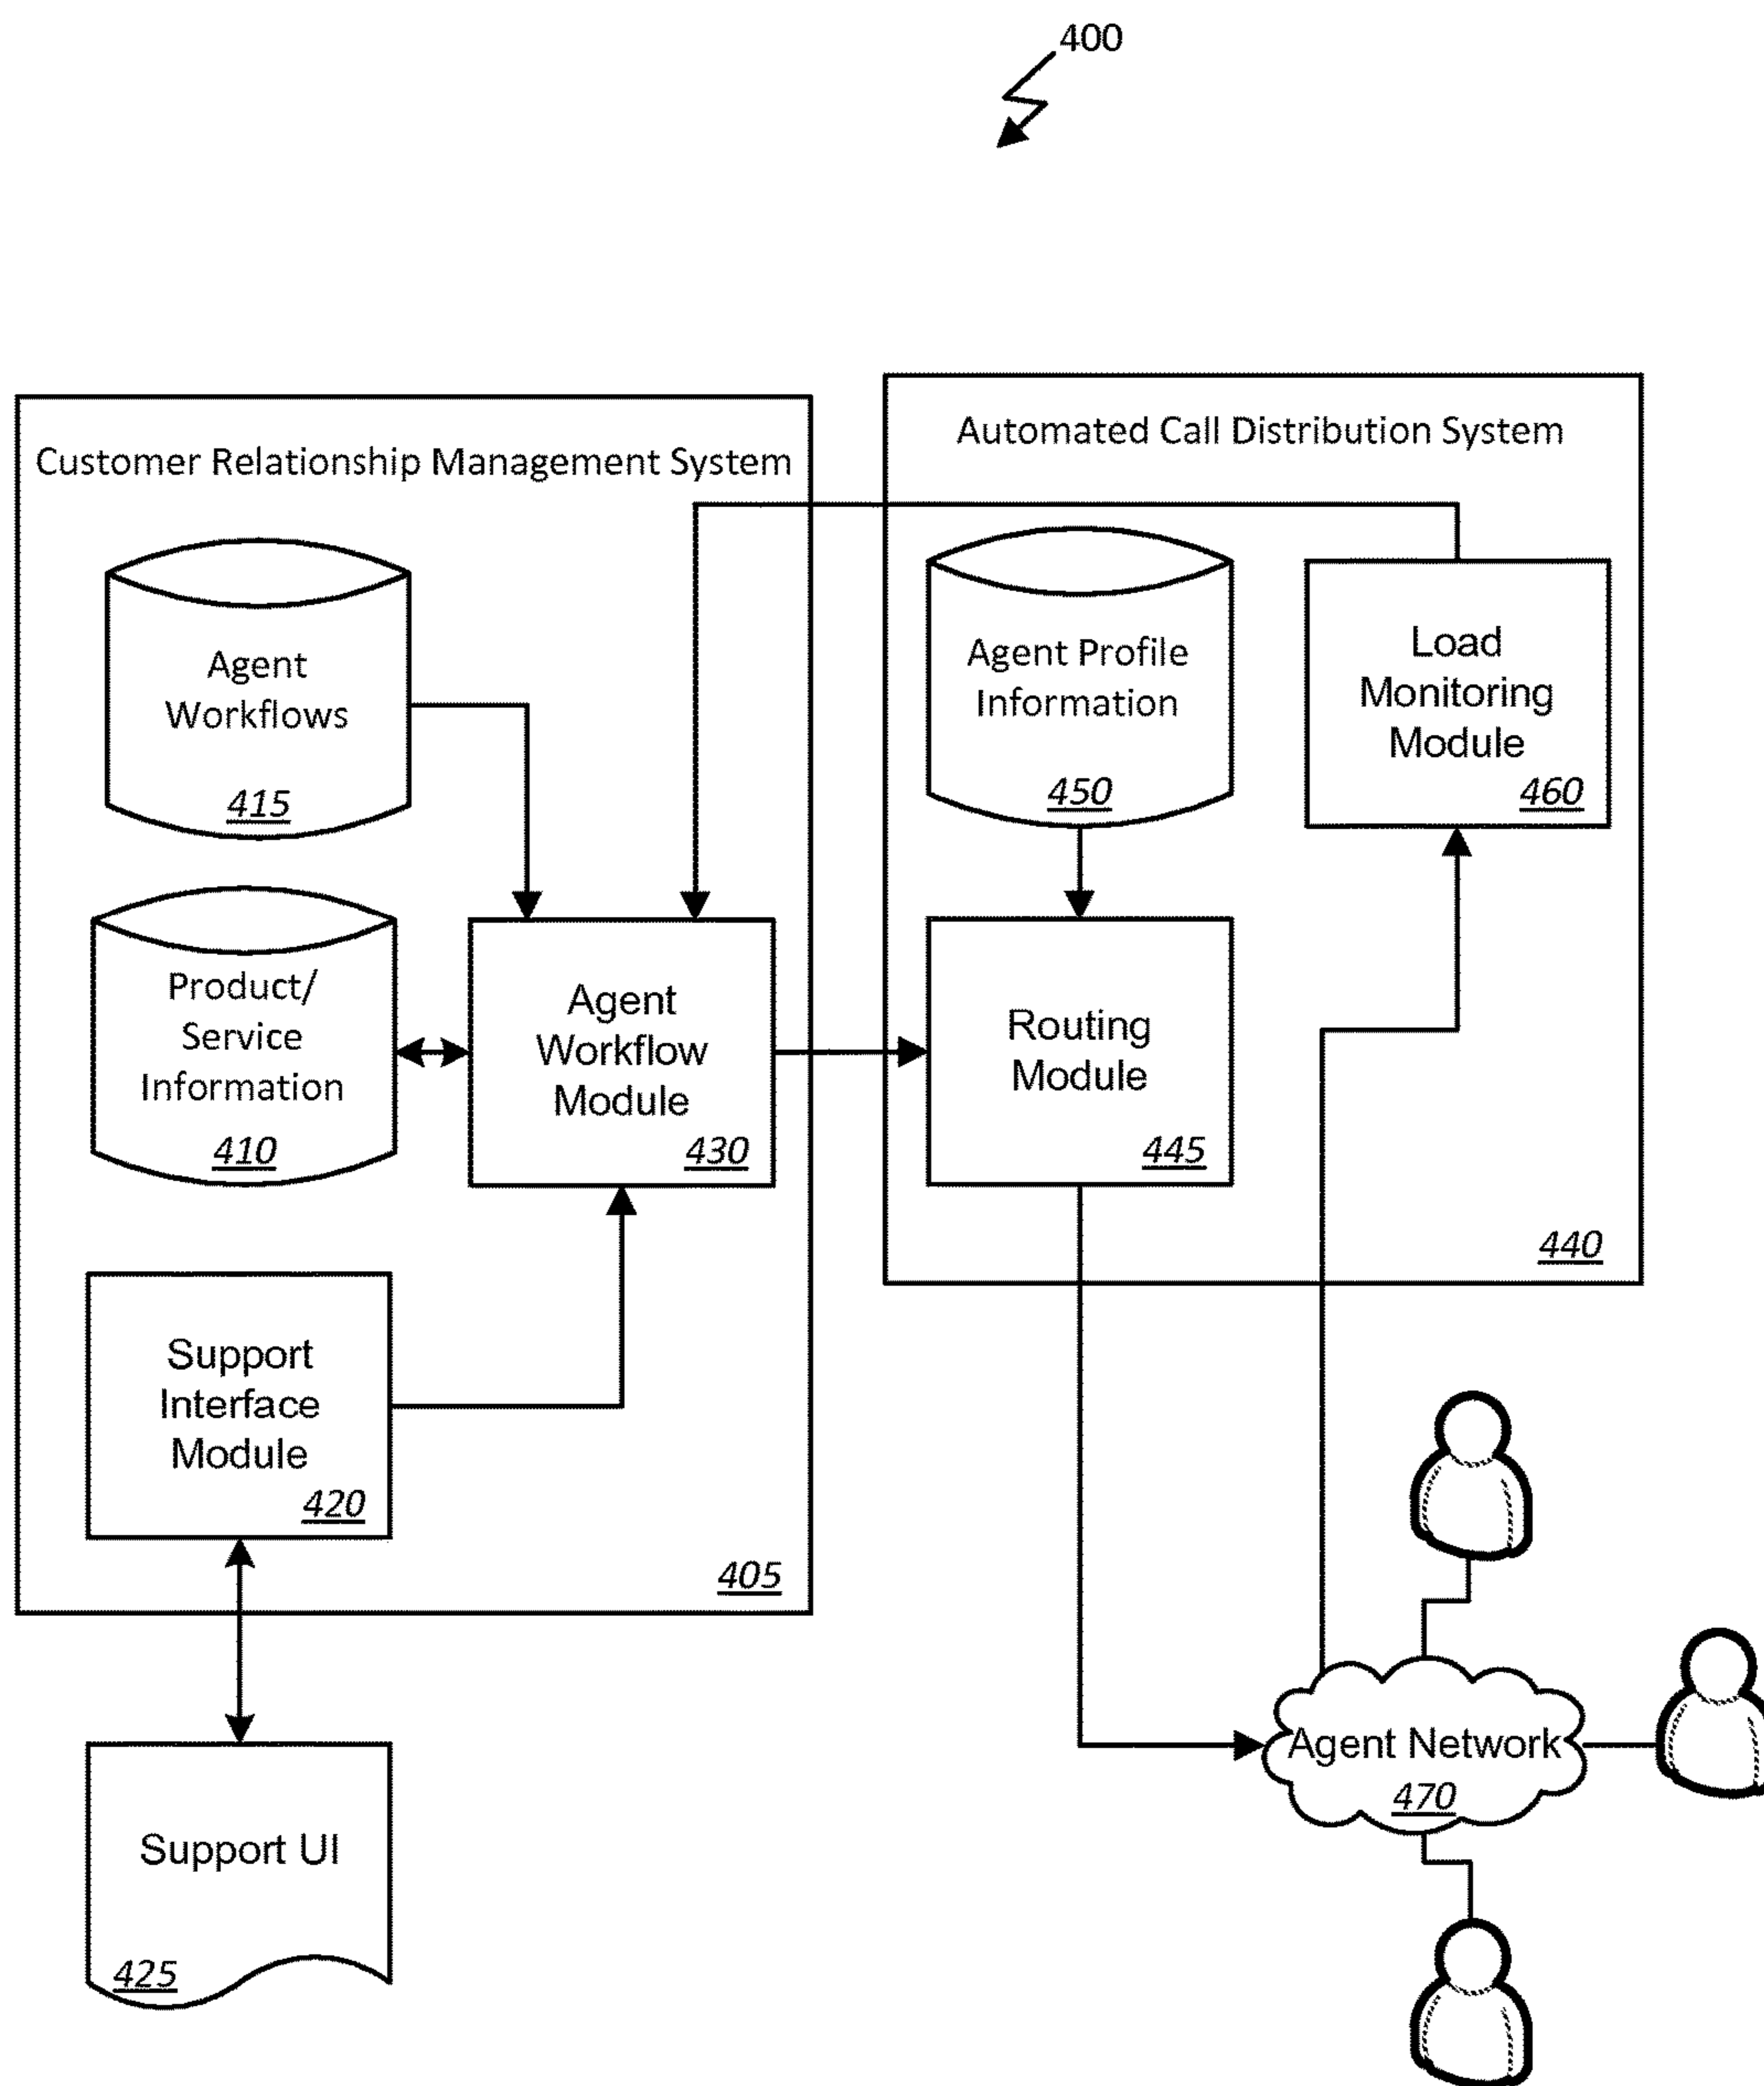 400
Customer Relationship Management System
Agent
Workflows
415
Product/
Service
Information
410
Agent
Workflow
Module
430
Support
Interface
Module
420
405
Support UI
425
Automated Call Distribution System
Agent Profile
Information
450
Load
Monitoring
Module
460
Routing
Module
445
440
Agent Network
470